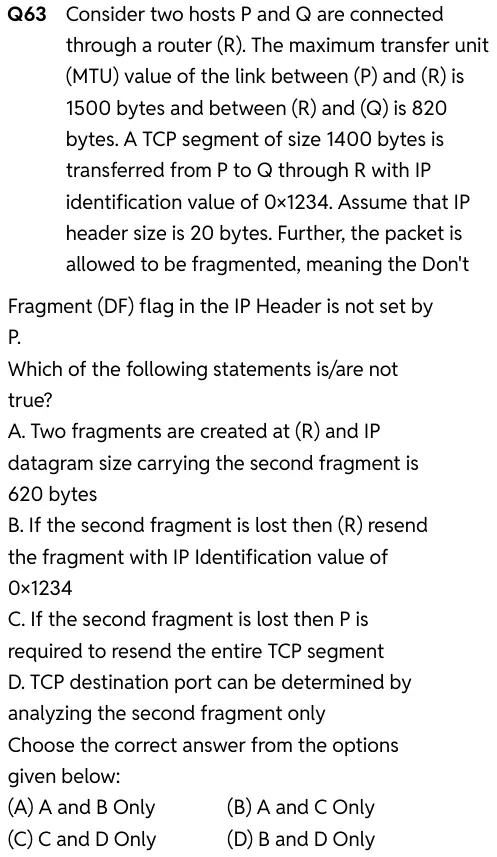 Q63 Consider two hosts P and Q are connected
through a router (R). The maximum transfer unit
(MTU) value of the link between (P) and (R) is
1500 bytes and between (R) and (Q) is 820
bytes. A TCP segment of size 1400 bytes is
transferred from P to Q through R with IP
identification value of 0×1234. Assume that IP
header size is 20 bytes. Further, the packet is
allowed to be fragmented, meaning the Don't
Fragment (DF) flag in the IP Header is not set by
P.
Which of the following statements is/are not
true?
A. Two fragments are created at (R) and IP
datagram size carrying the second fragment is
620 bytes
B. If the second fragment is lost then (R) resend
the fragment with IP Identification value of
0×1234
C. If the second fragment is lost then P is
required to resend the entire TCP segment
D. TCP destination port can be determined by
analyzing the second fragment only
Choose the correct answer from the options
given below:
(A) A and B Only (B) A and C Only
(C) C and D Only (D) B and D Only